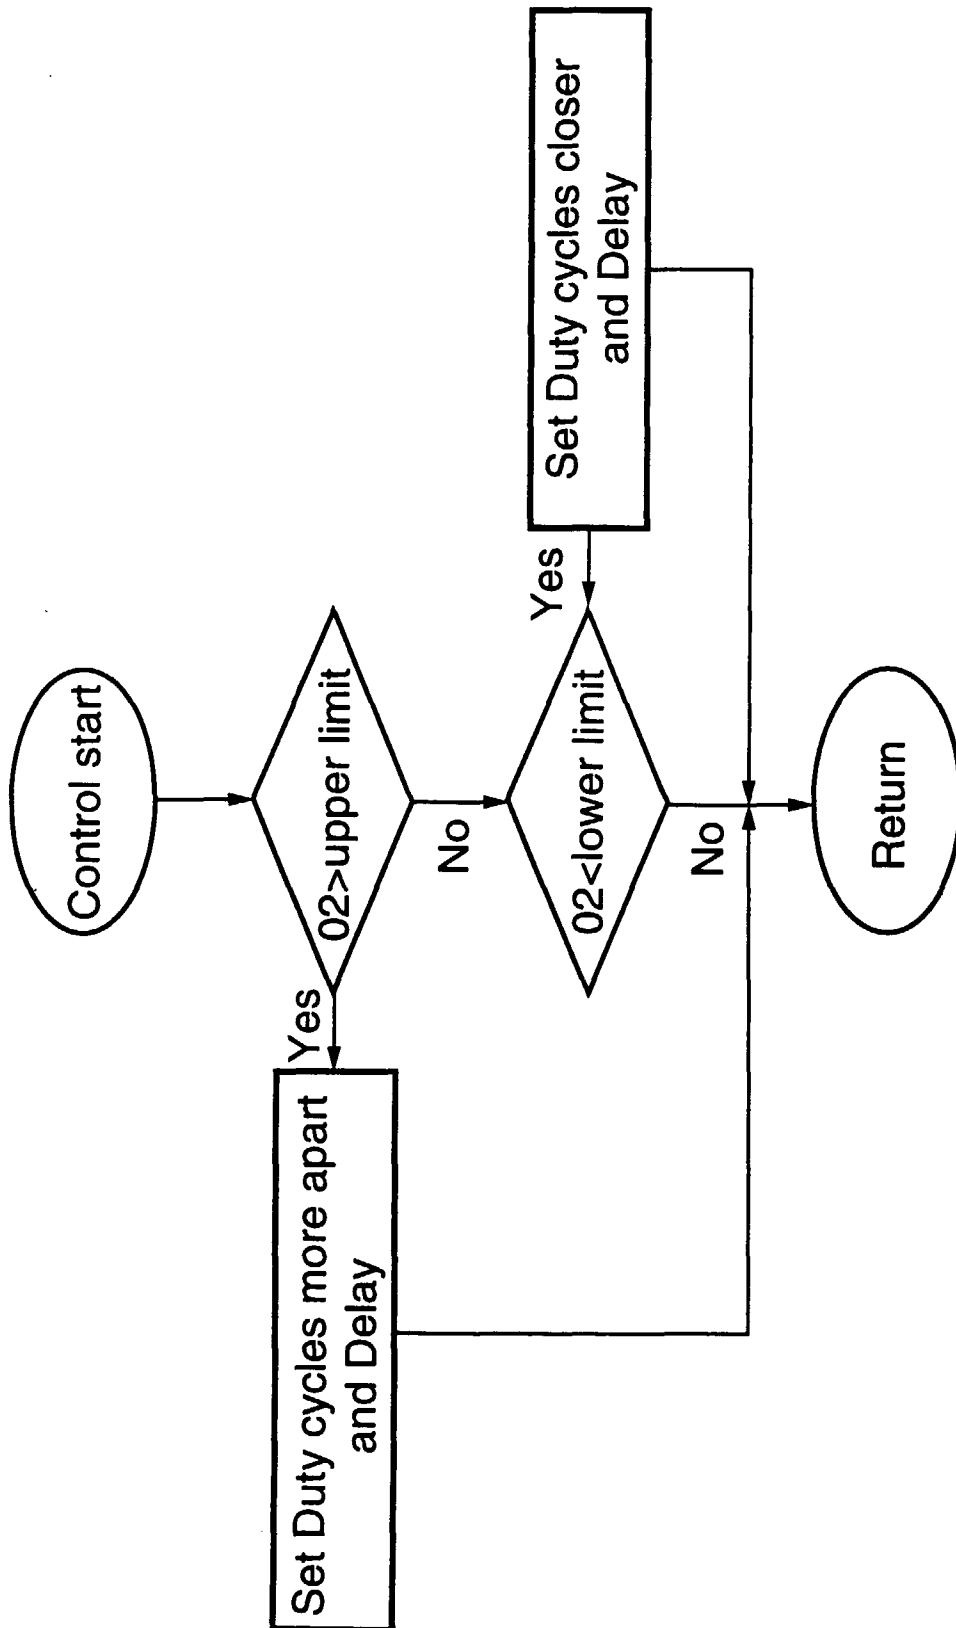 Control start
02>upper limit
Yes
Set Duty cycles more apart
and Delay
No
02<lower limit
Yes
Set Duty cycles closer
and Delay
No
Return